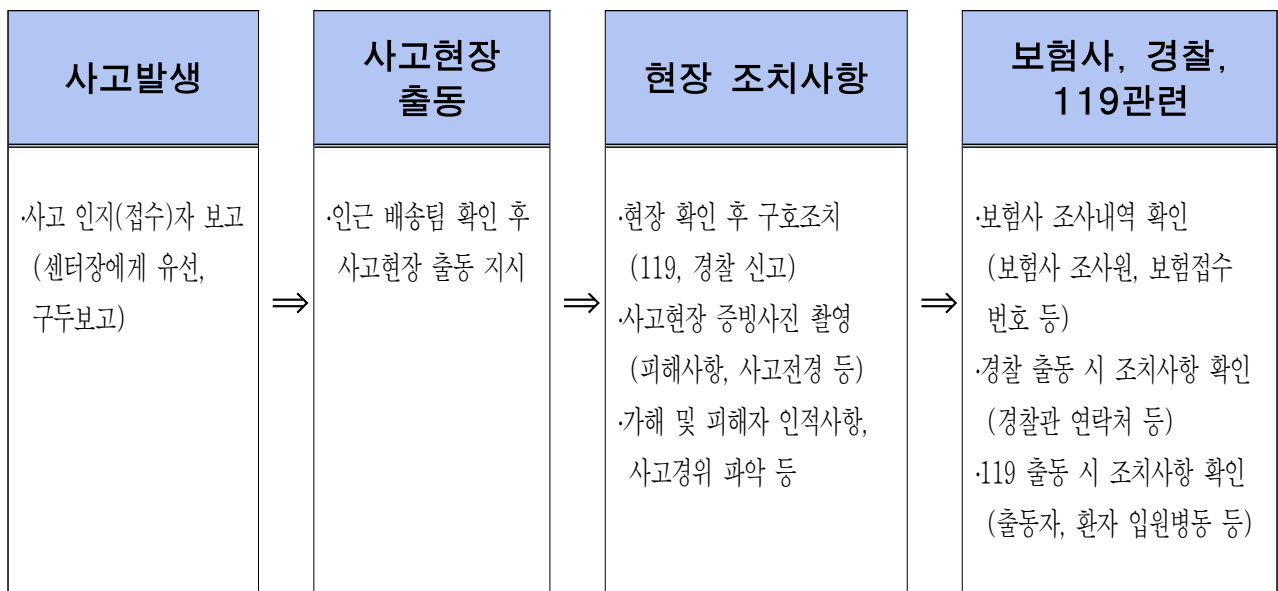 사고발생
·사고 인지(접수)자 보고
(센터장에게 유선,
구두보고)
⇒
사고현장
출동
·인근 배송팀 확인 후
사고현장 출동 지시
⇒
현장 조치사항
·현장 확인 후 구호조치
(119, 경찰 신고)
·사고현장 증빙사진 촬영
(피해사항, 사고전경 등)
·가해 및 피해자 인적사항,
사고경위 파악 등
⇒
보험사, 경찰,
119관련
·보험사 조사내역 확인
(보험사 조사원, 보험접수
번호 등)
·경찰 출동 시 조치사항 확인
(경찰관 연락처 등)
·119 출동 시 조치사항 확인
(출동자, 환자 입원병동 등)